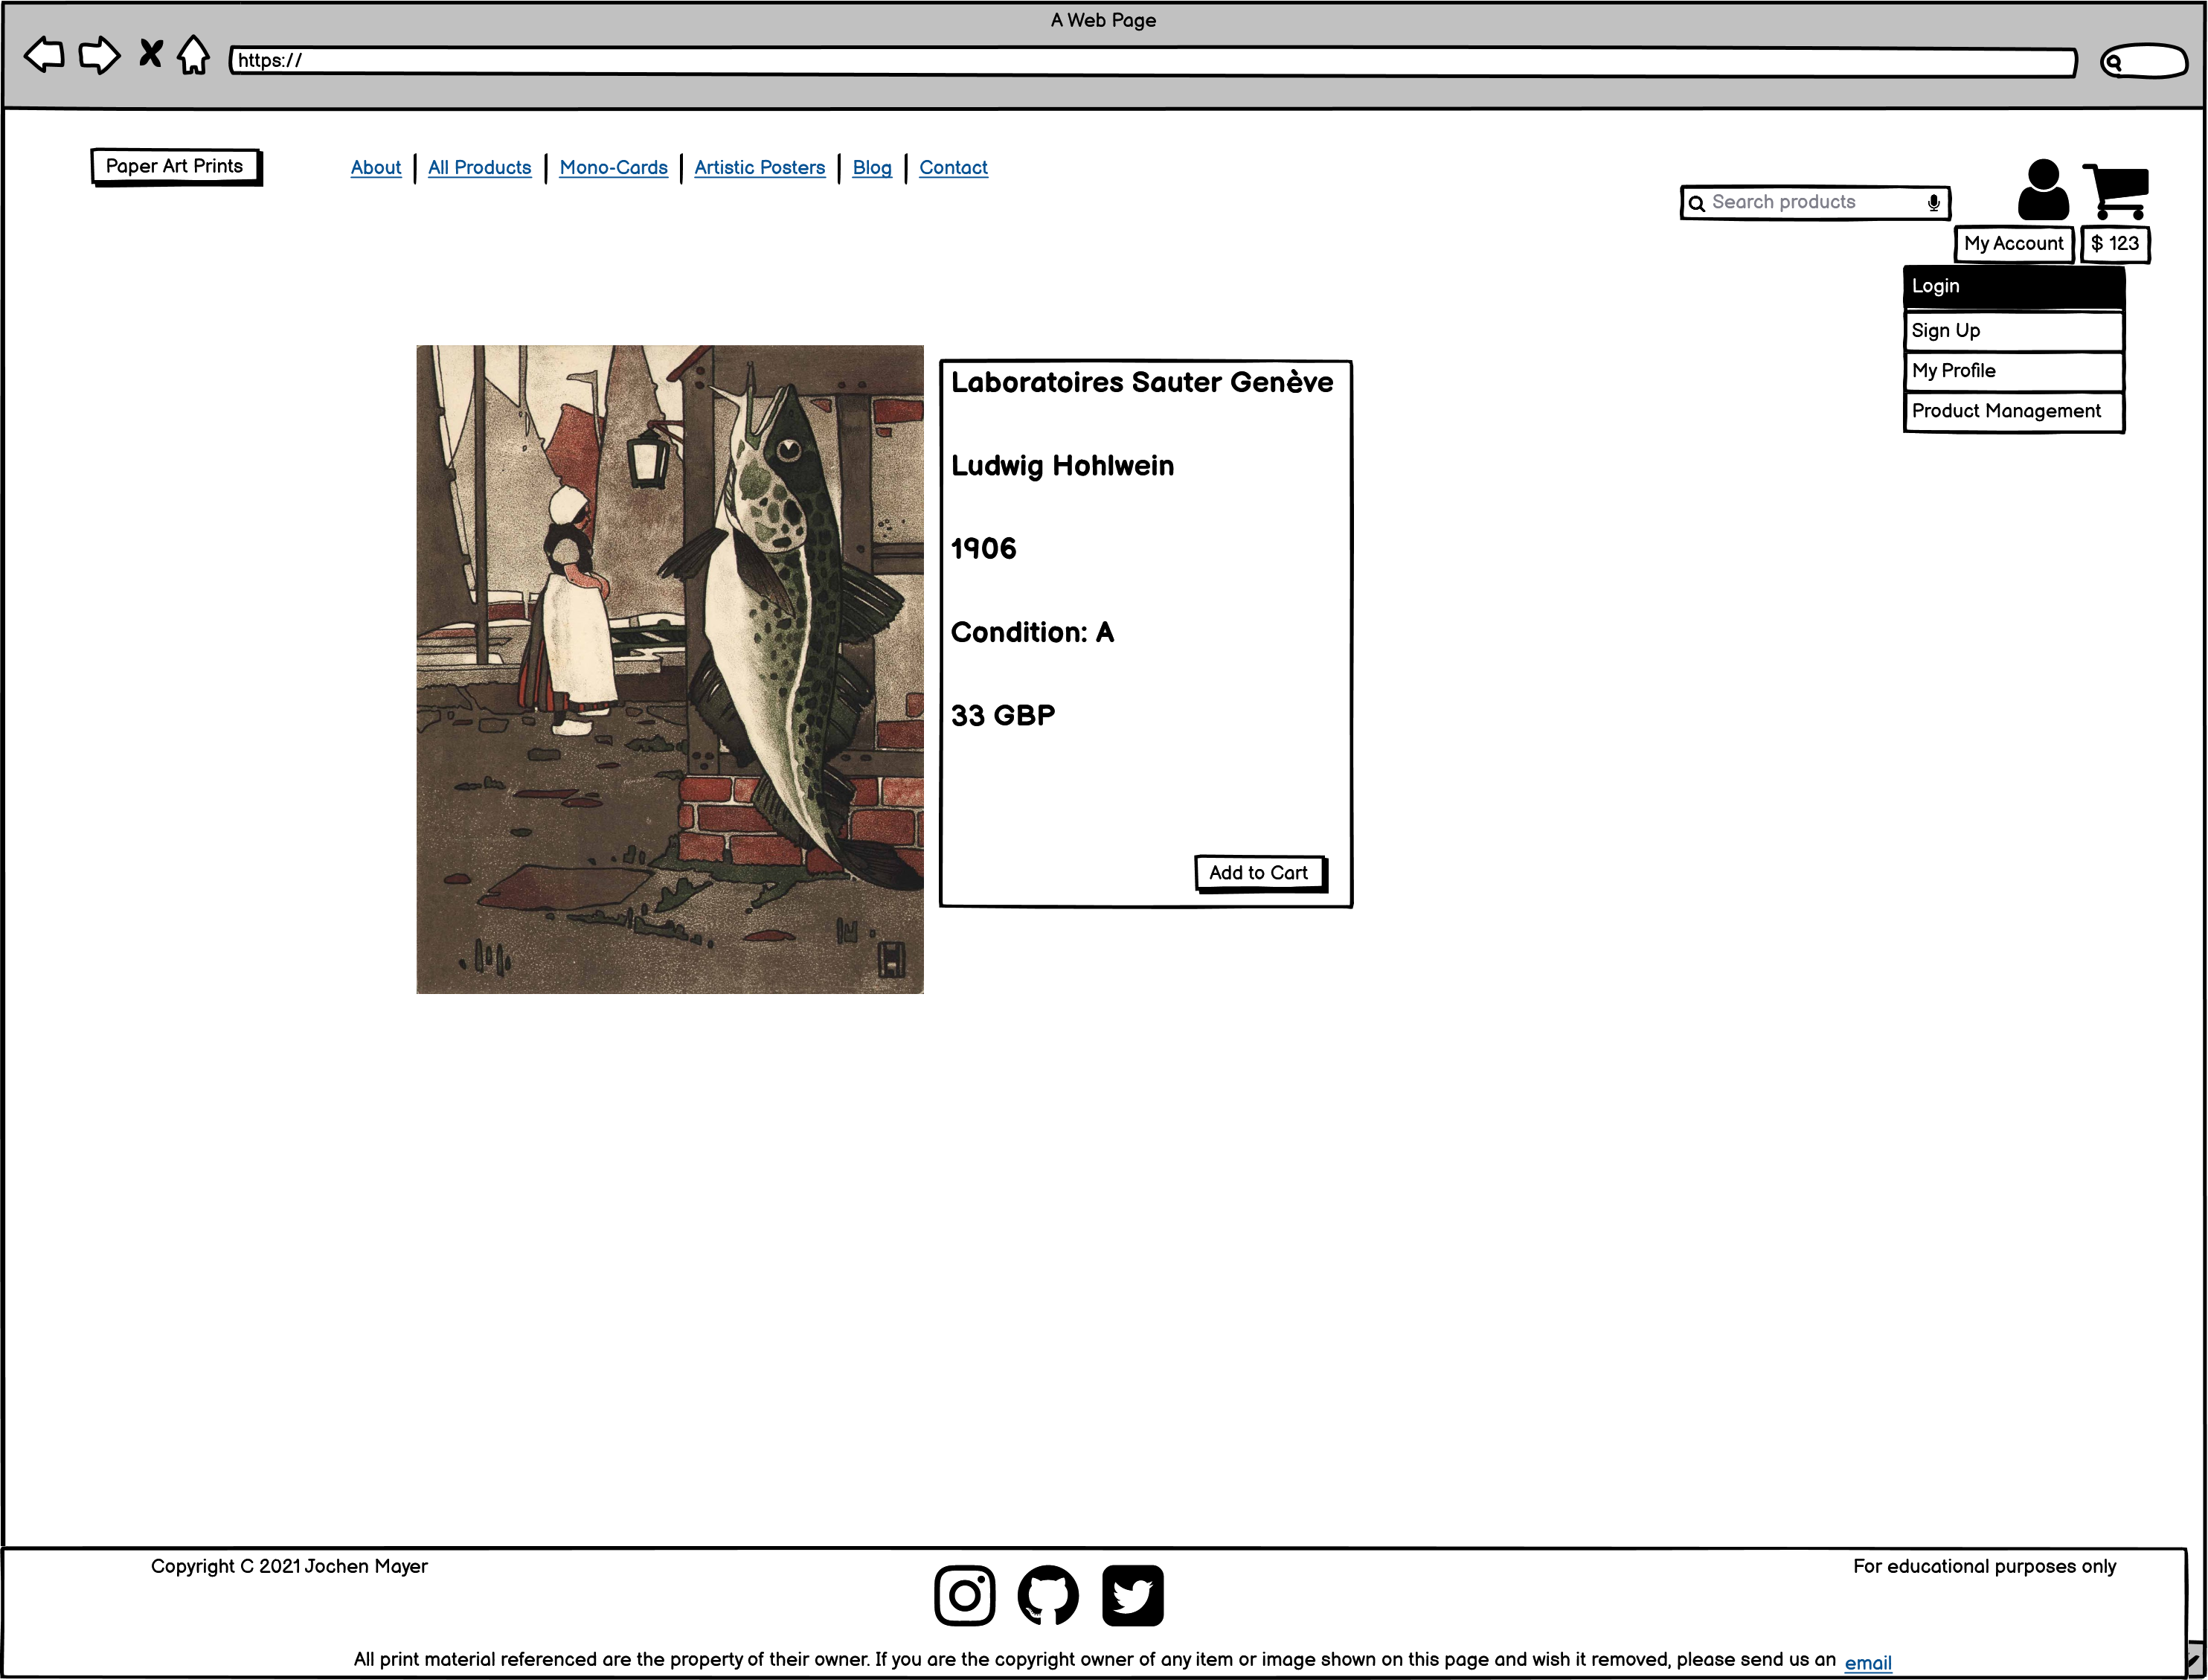 A Web Page
https://
Paper Art Prints
About
All Products
Mono-Cards
Artistic Posters
Blog
Contact
Search products
My Account
$ 123
Login
Sign Up
My Profile
Product Management
Laboratoires Sauter Genève
Ludwig Hohlwein
1906
Condition: A
33 GBP
Add to Cart
Copyright C 2021 Jochen Mayer
For educational purposes only
All print material referenced are the property of their owner. If you are the copyright owner of any item or image shown on this page and wish it removed, please send us an email